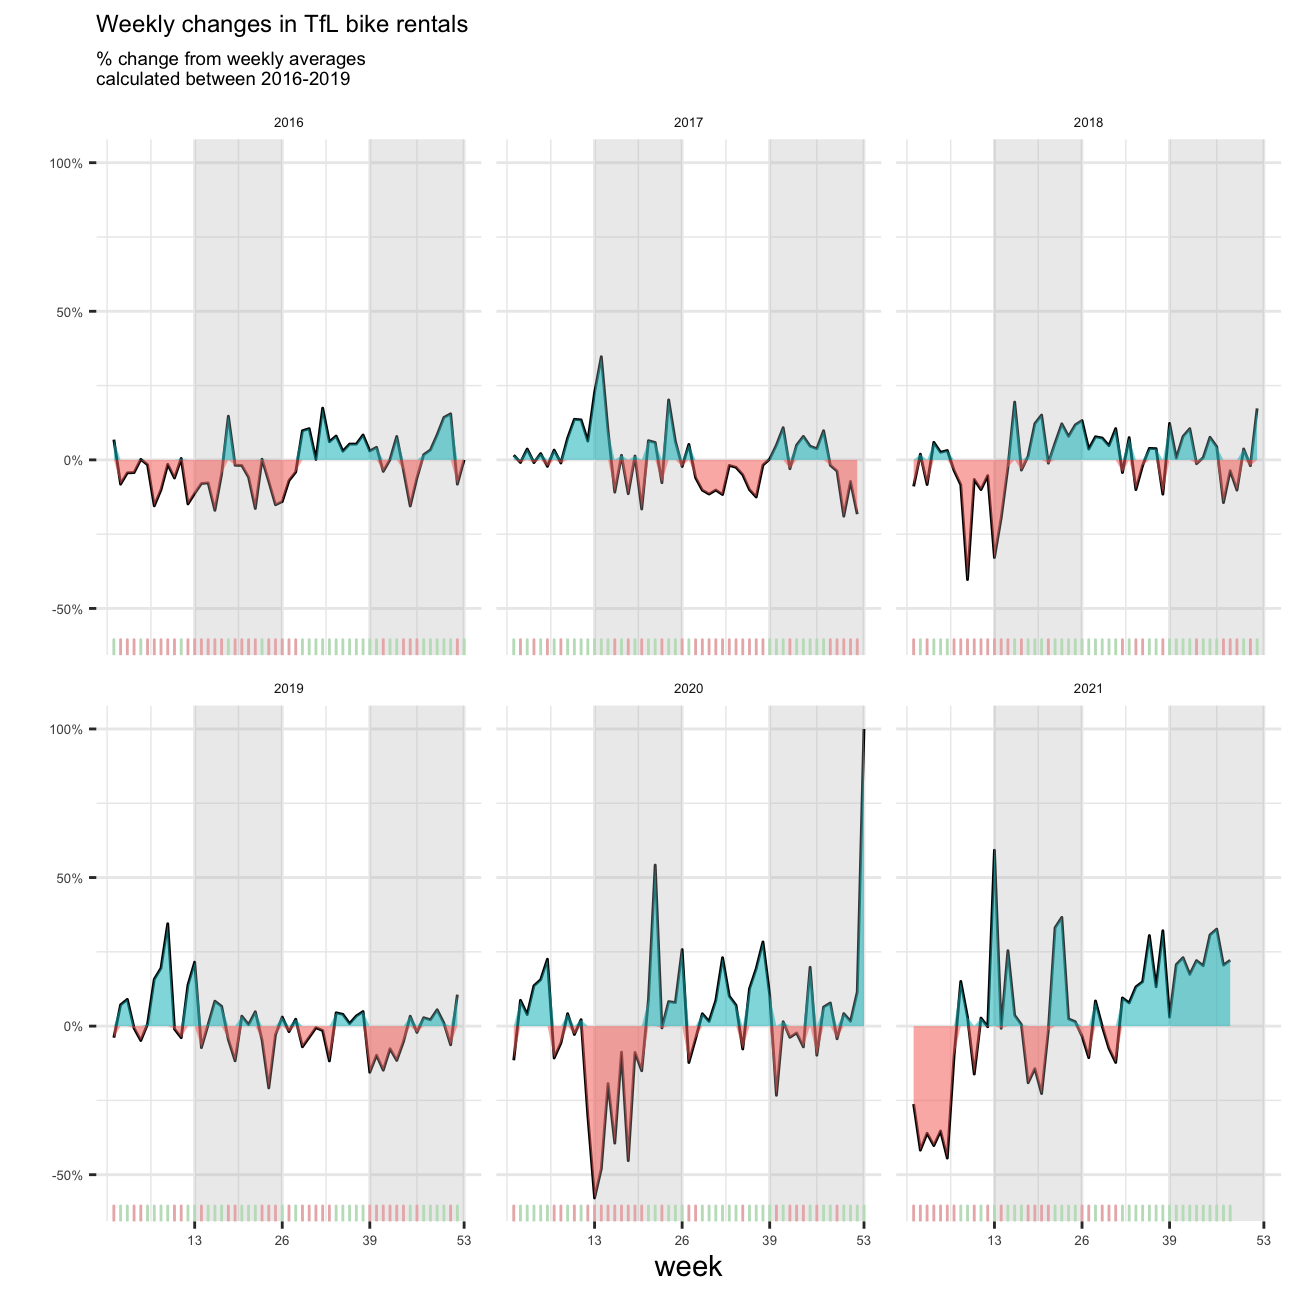 Weekly changes in TfL bike rentals
% change from weekly averages
calculated between 2016-2019
2016 2017 2018
100%
50%
0%
-50%
2019 2020 2021
100%
50%
0%
-50%
13 26 39 53 13 26 39 53 13 26 39 53
week